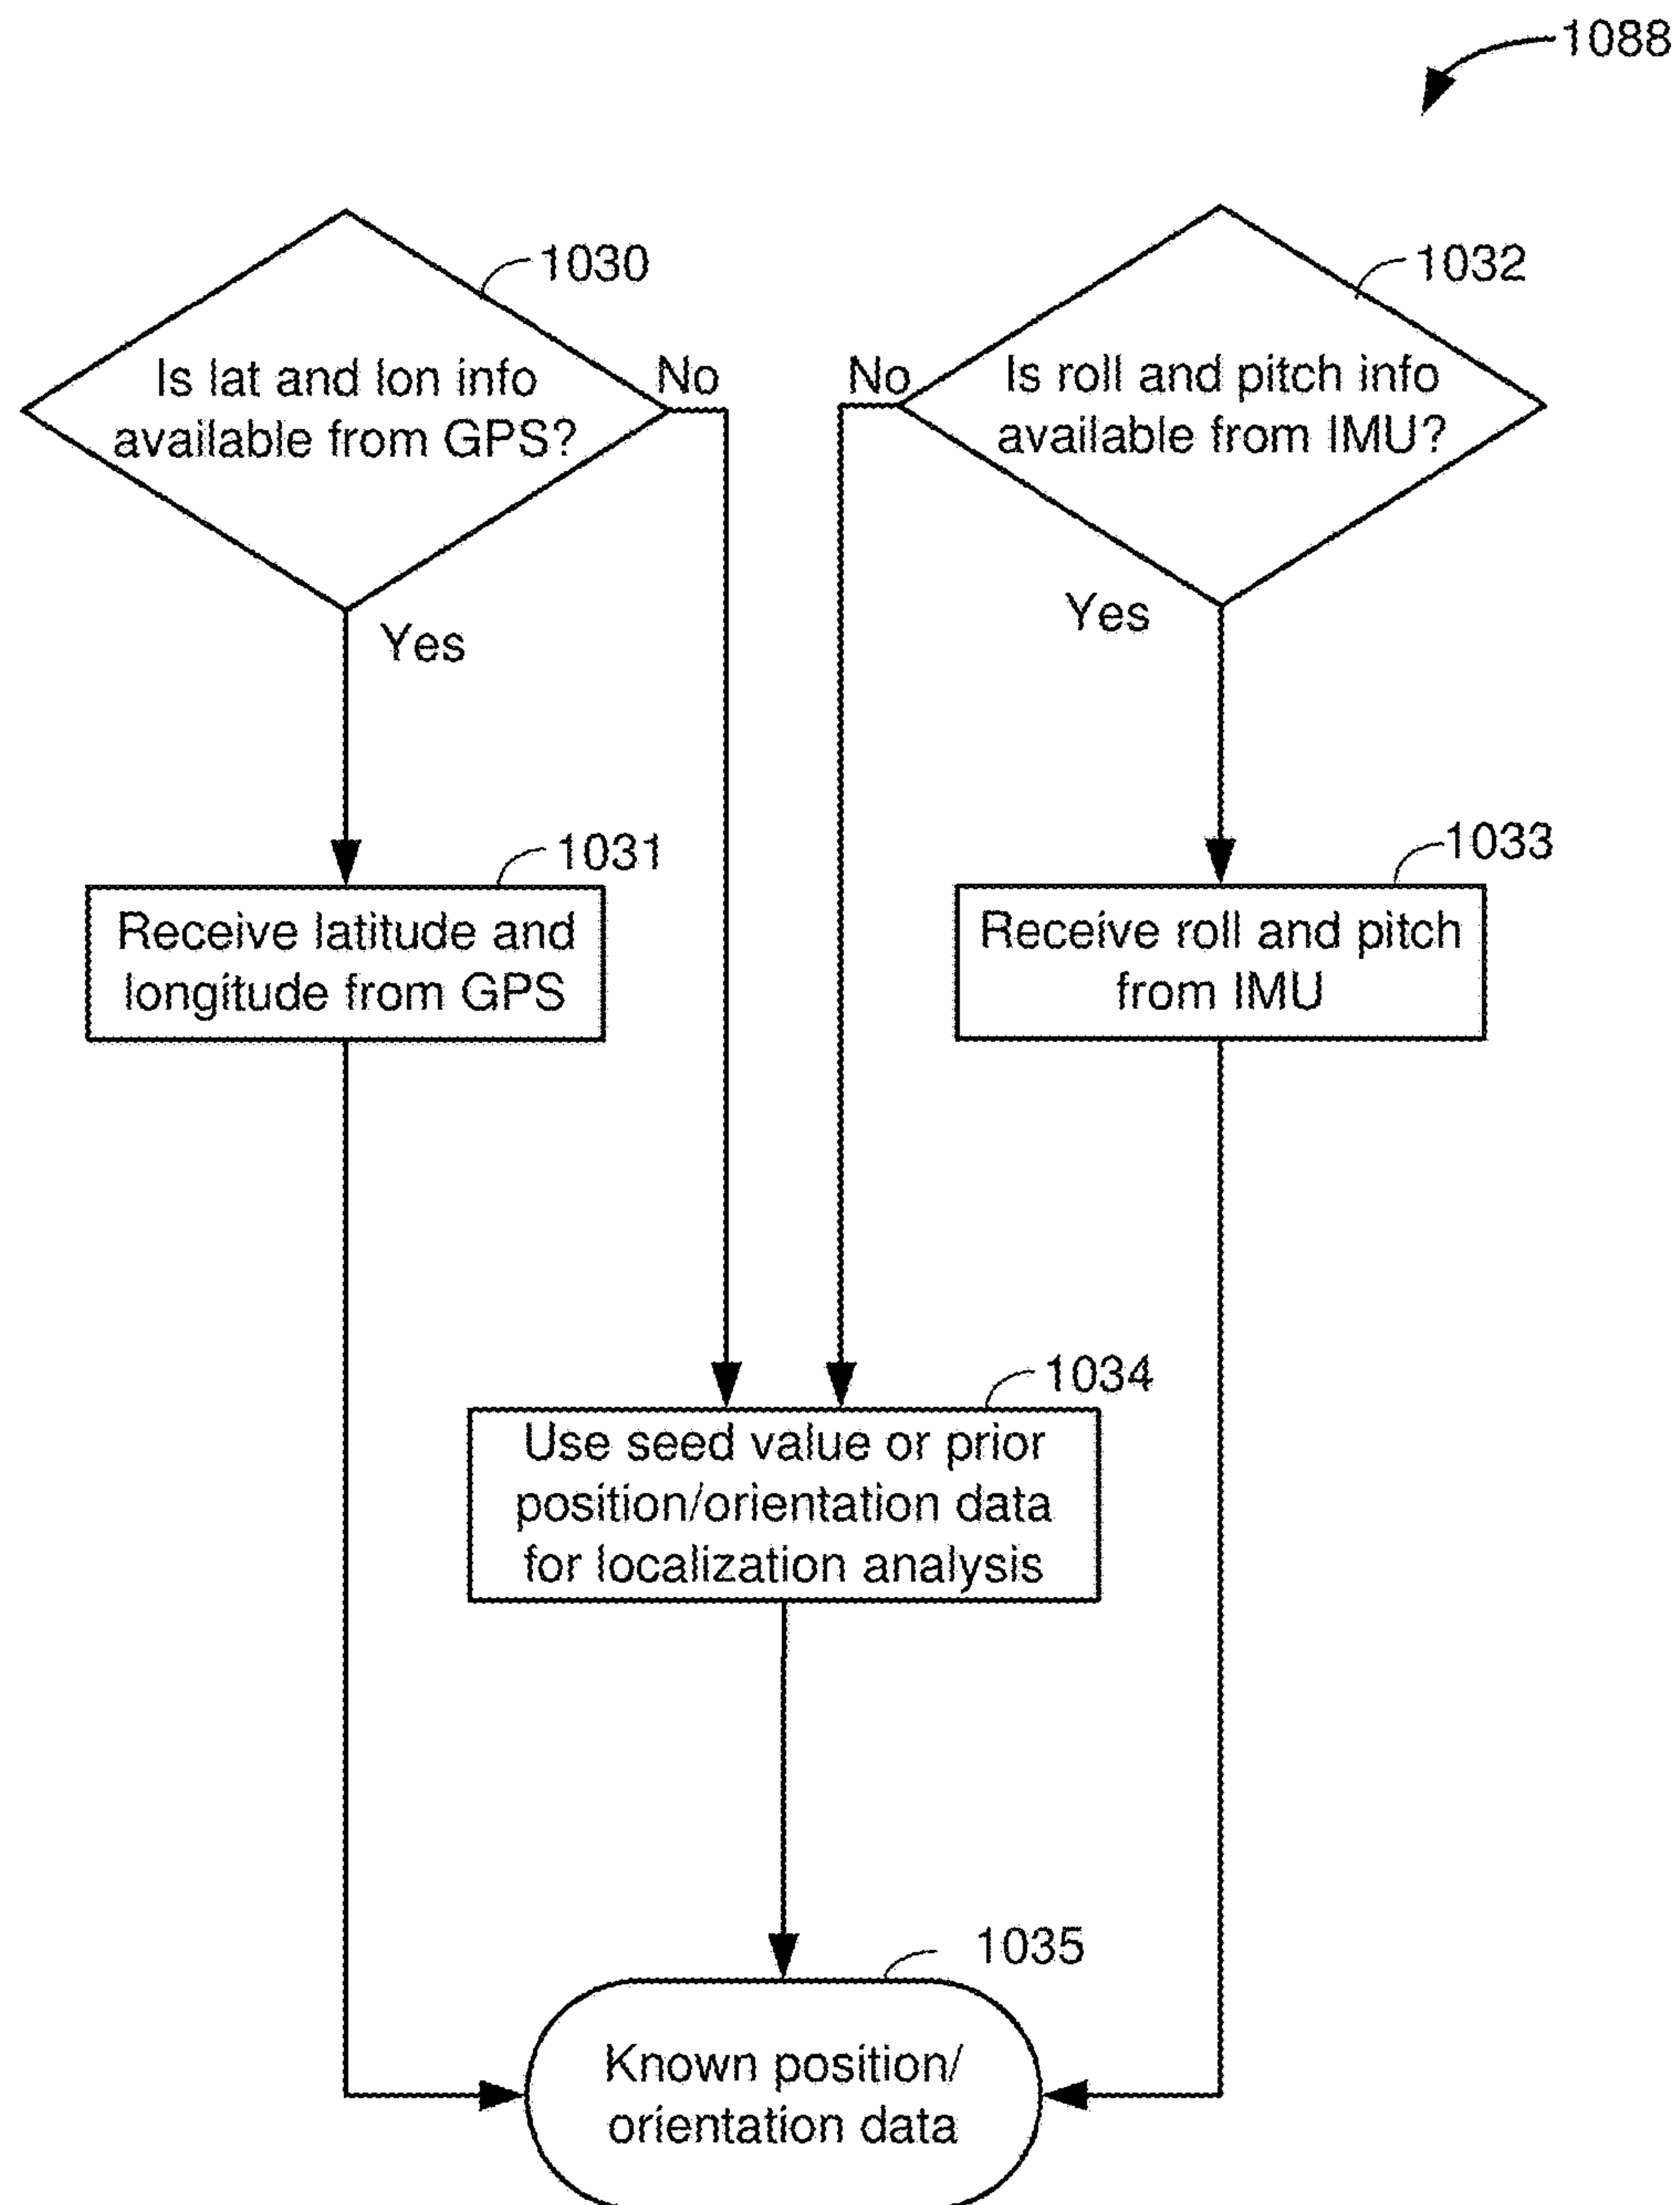 1088
1030
Is lat and lon info
available from GPS?
No
Yes
1032
Is roll and pitch info
available from IMU?
No
Yes
1031
Receive latitude and
longitude from GPS
1033
Receive roll and pitch
from IMU
1034
Use seed value or prior
position/orientation data
for localization analysis
1035
Known position/
orientation data